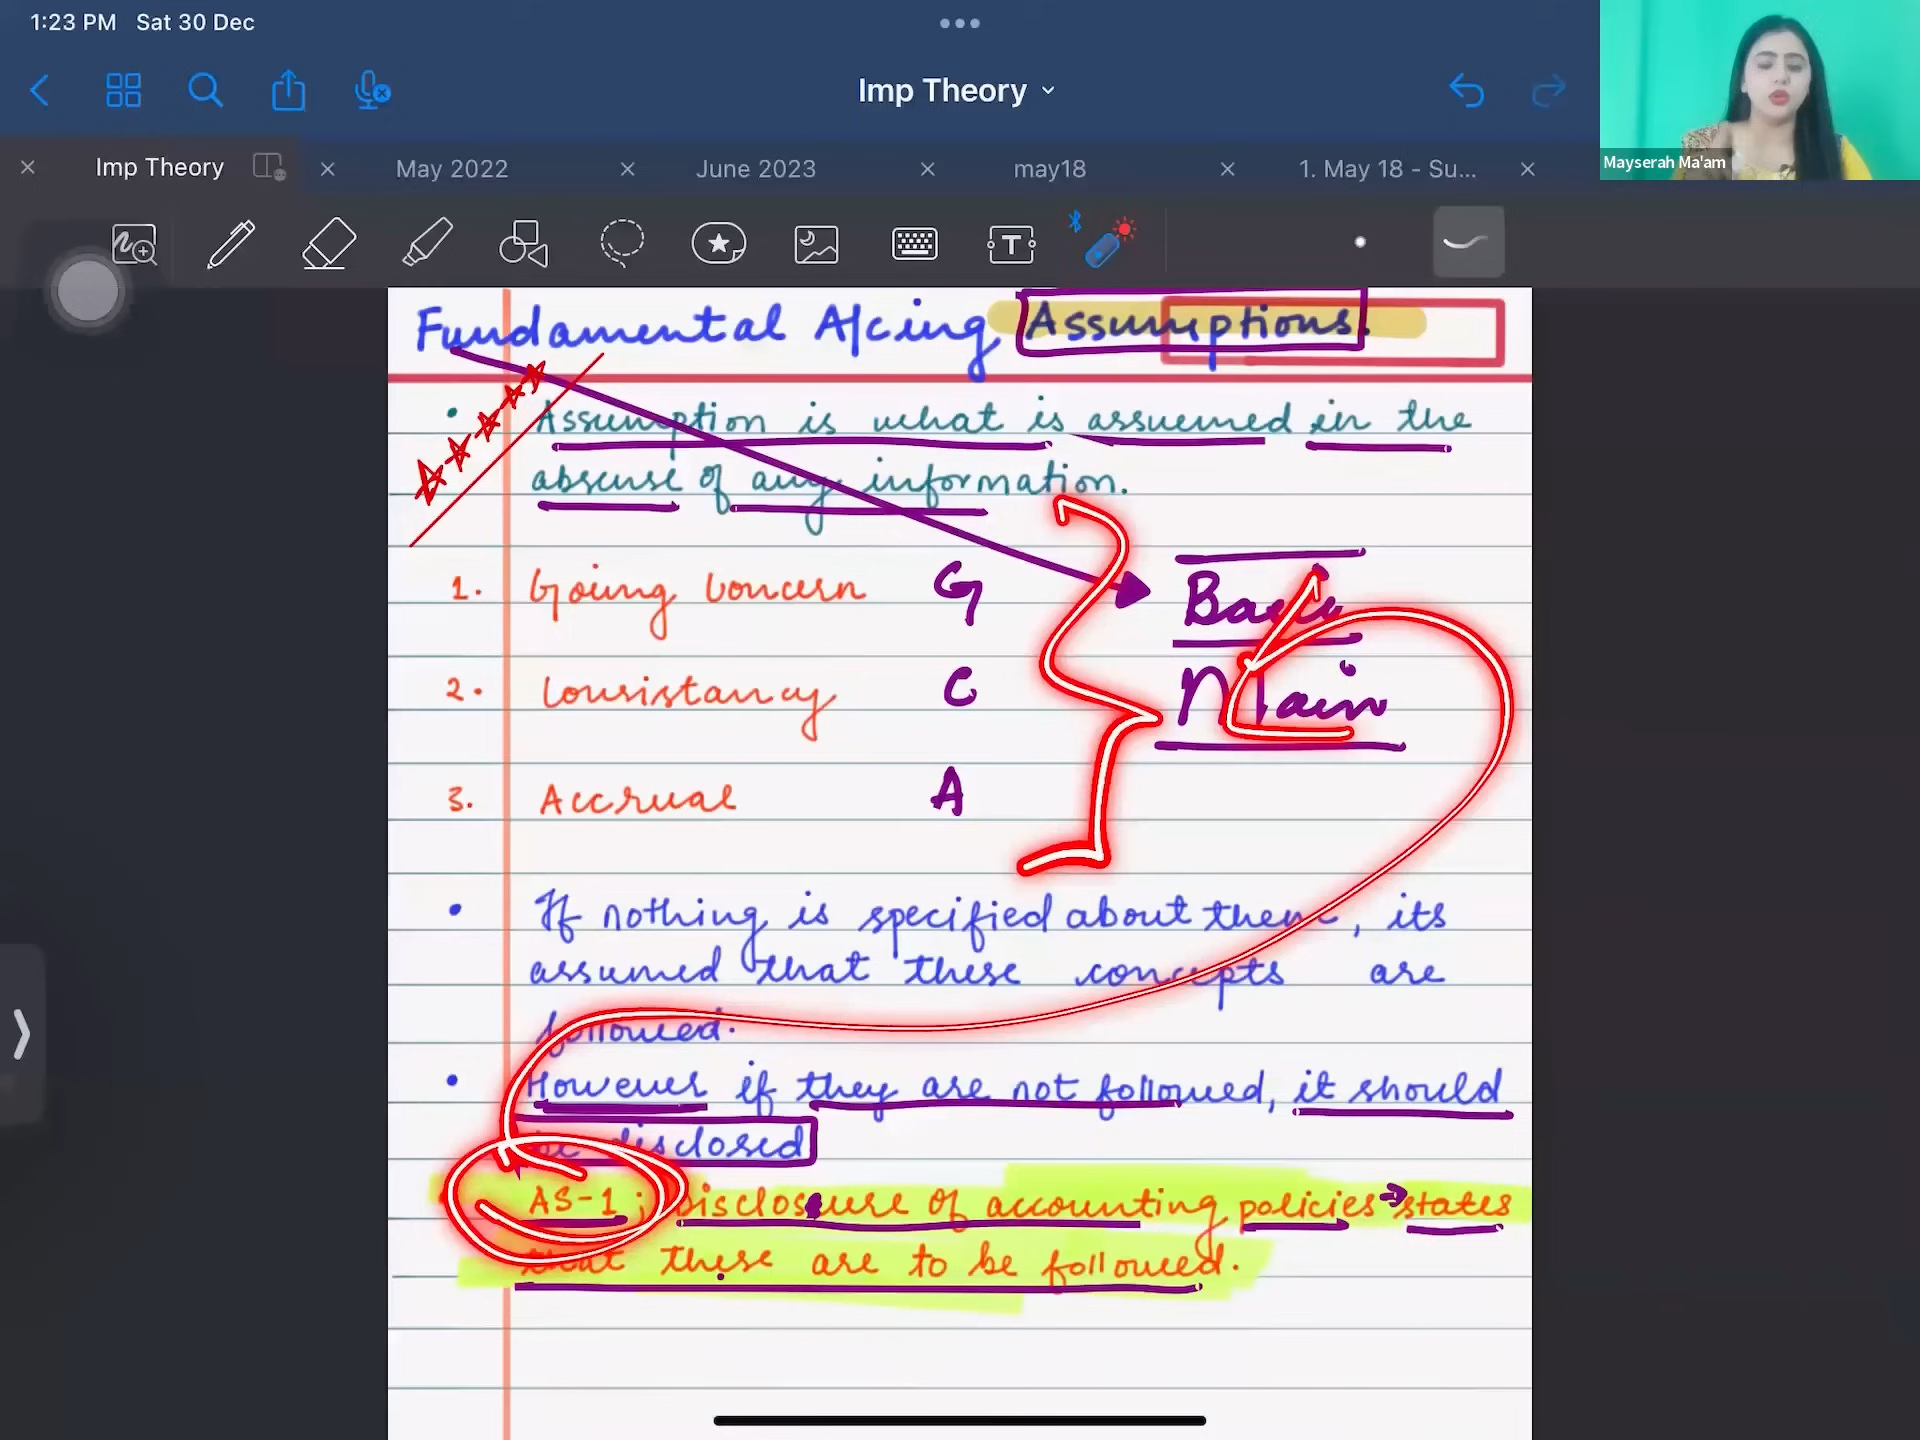 1:23 PM Sat 30 Dec
Imp Theory
Mayserah Ma'am
Imp Theory
May 2022
June 2023
may18
1. May 18 - Su...
T
Fundamental A/cing Assumptions.
• Assumption is what is assuemed in the
absense of any information.
1. Going Concern G Basic
2. Consistancy C Main
3. Accrual A
• If nothing is specified about them, its
assumed that these concepts are
followed.
• However if they are not followed, it should
be disclosed
AS-1 ; Disclosure of accounting policies → states
that these are to be followed.